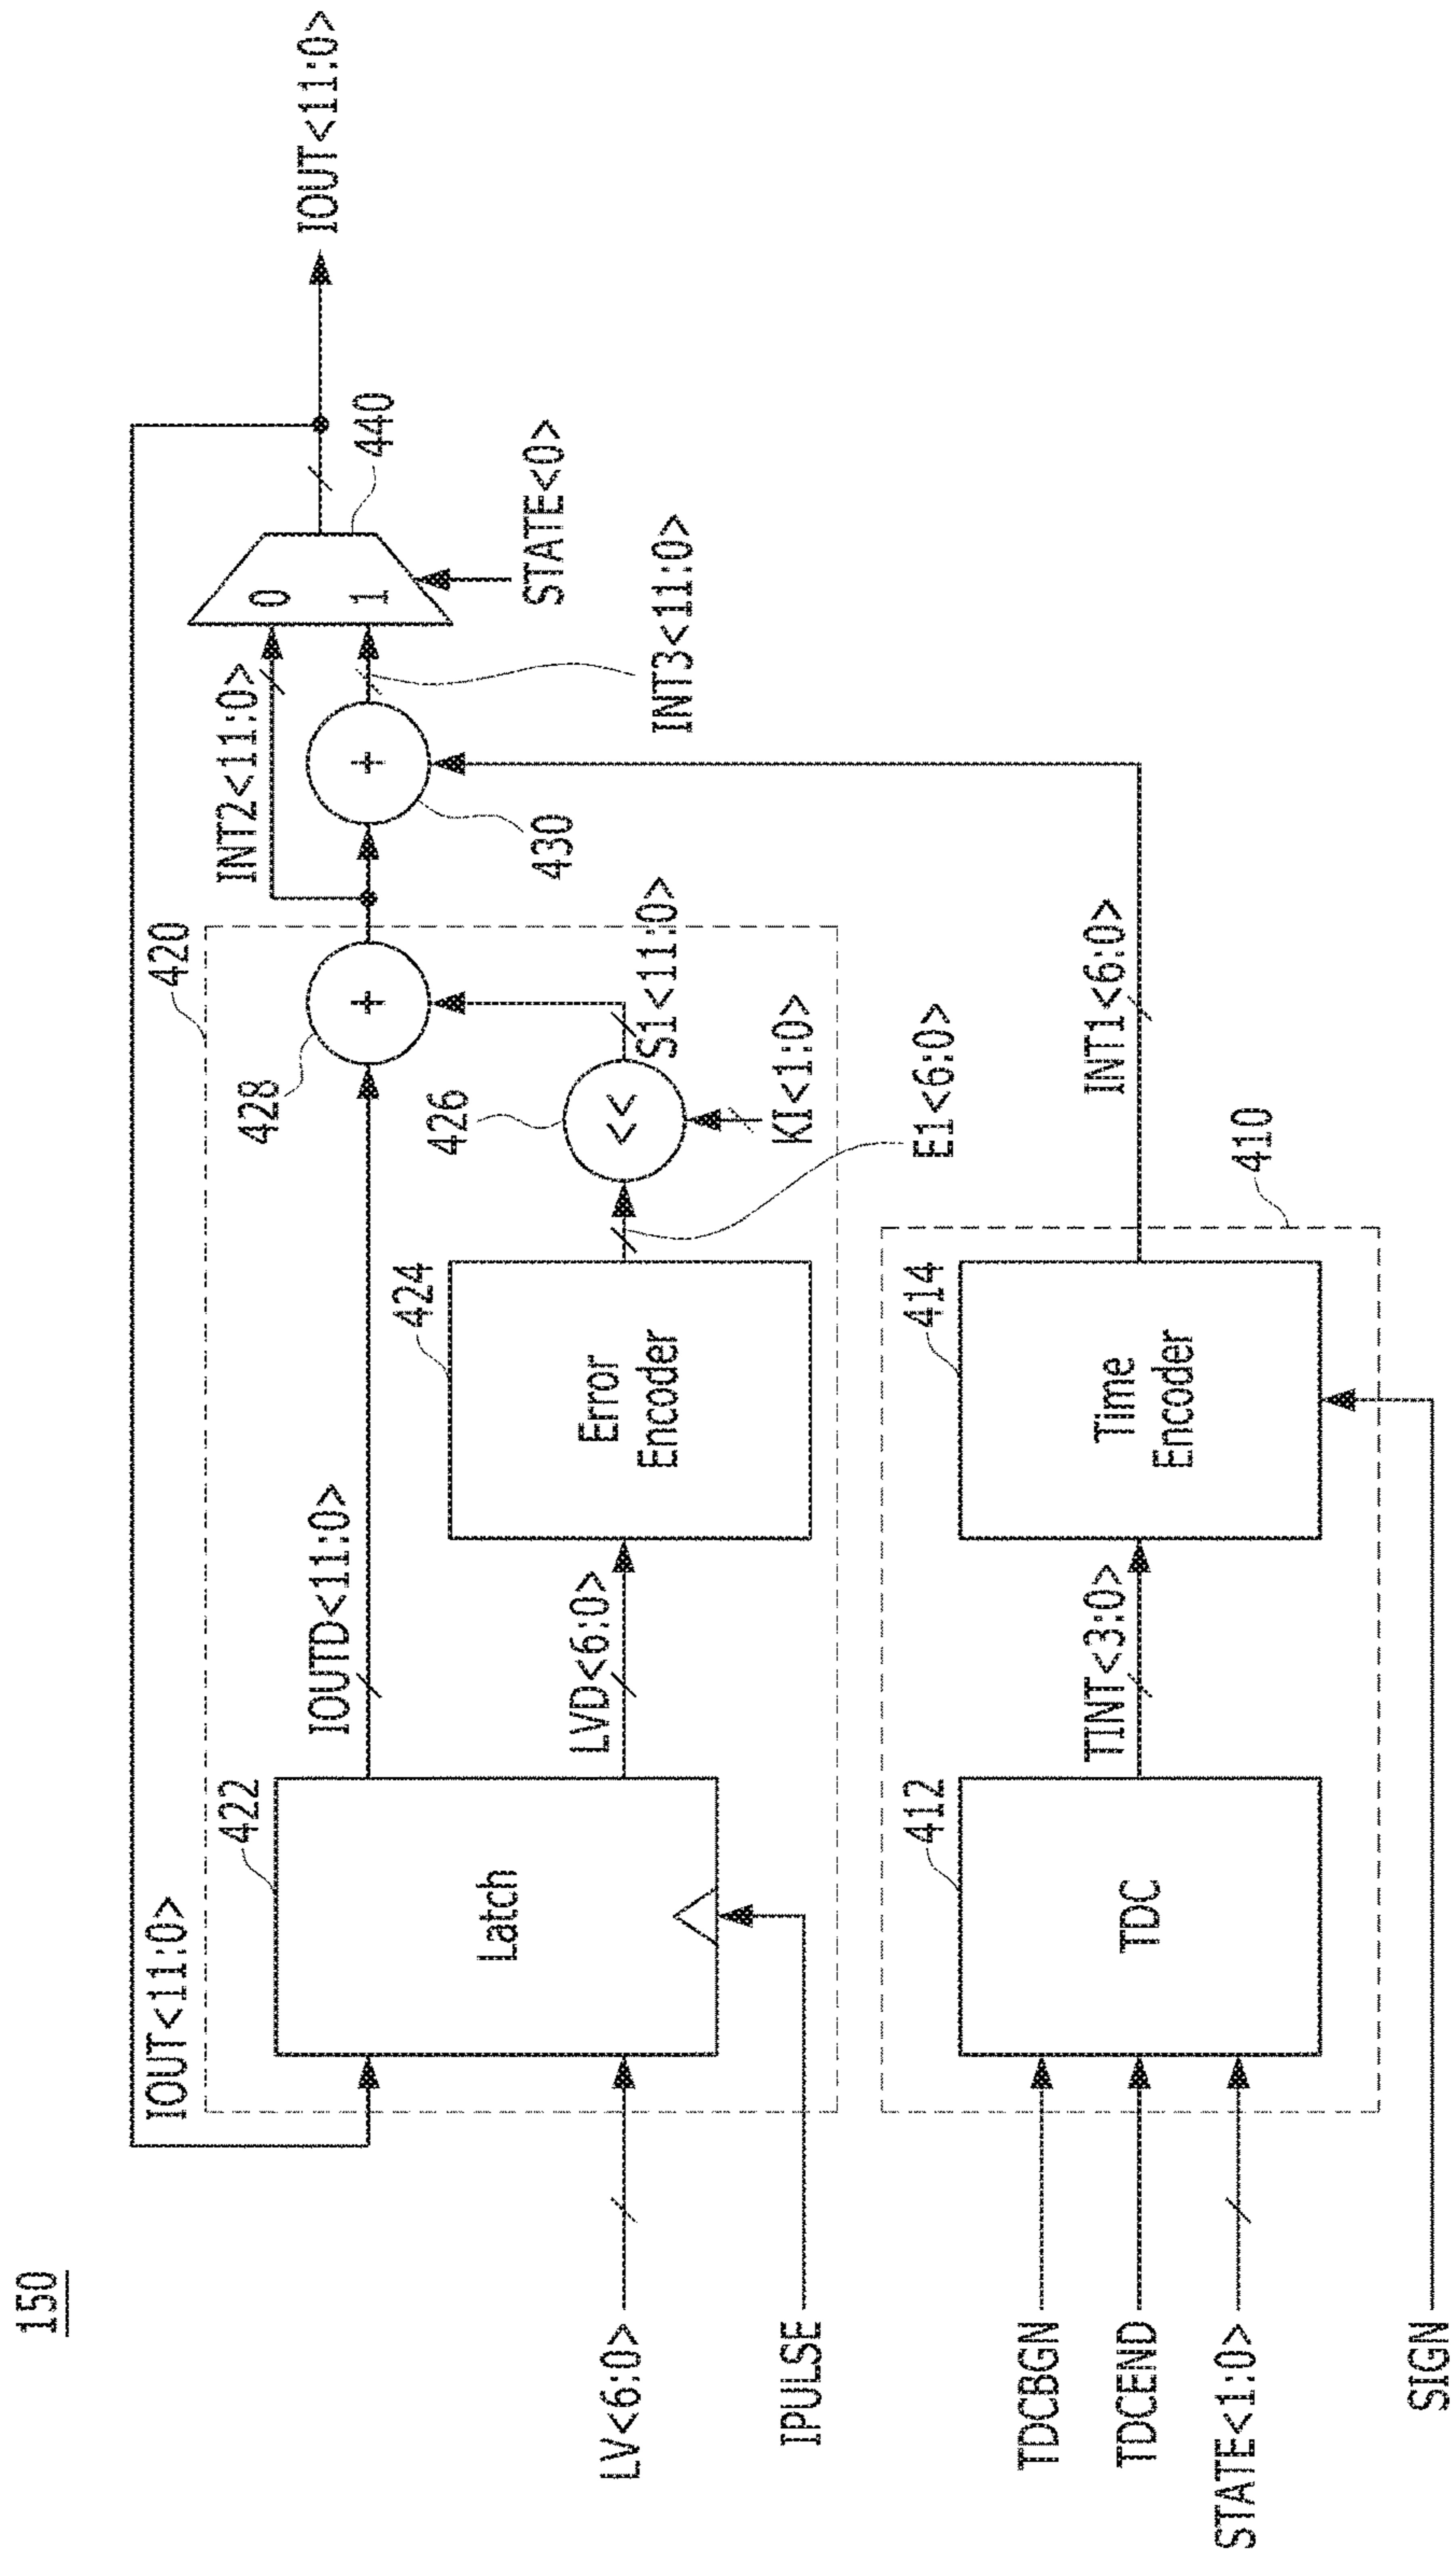 150
IOUT<11:0>
420
422
Latch
IOUTD<11:0>
428
+
INT2<11:0>
430
+
0
1
440
IOUT<11:0>
LV<6:0>
LVD<6:0>
424
Error
Encoder
426
<<
S1<11:0>
KI<1:0>
E1<6:0>
INT3<11:0>
STATE<0>
IPULSE
410
TDCBGN
TDCEND
STATE<1:0>
412
TDC
TINT<3:0>
414
Time
Encoder
INT1<6:0>
SIGN